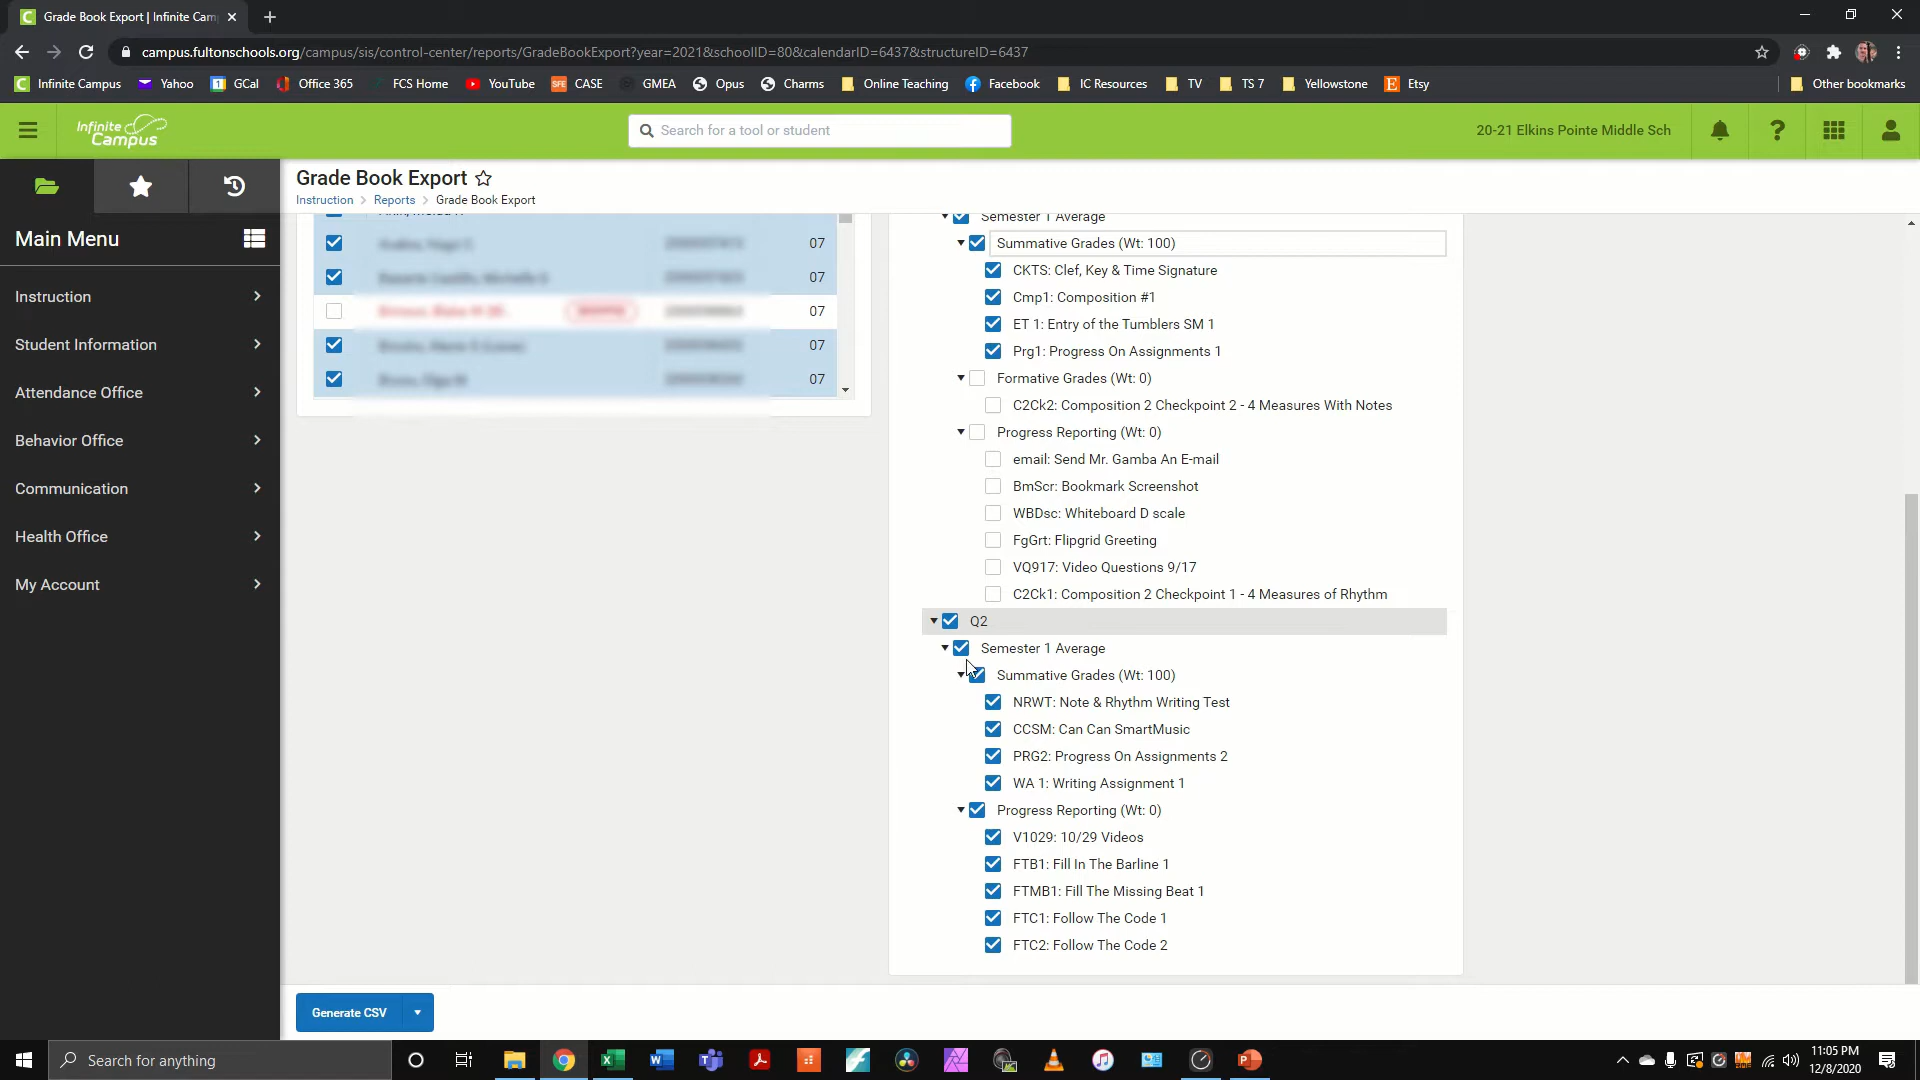 Grade Book Export | Infinite Cam
campus.fultonschools.org/campus/sis/control-center/reports/GradeBookExport?year=2021&schoolID=80&calendarID=6437&structureID=6437
Infinite Campus
Yahoo
GCal
Office 365
FCS Home
YouTube
CASE
GMEA
Opus
Charms
Online Teaching
Facebook
IC Resources
TV
TS 7
Yellowstone
Etsy
Other bookmarks
Infinite
Campus
Search for a tool or student
20-21 Elkins Pointe Middle Sch
Grade Book Export
Instruction > Reports > Grade Book Export
Main Menu
Instruction
Student Information
Attendance Office
Behavior Office
Communication
Health Office
My Account
07
07
07
07
07
Semester 1 Average
Summative Grades (Wt: 100)
CKTS: Clef, Key & Time Signature
Cmp1: Composition #1
ET 1: Entry of the Tumblers SM 1
Prg1: Progress On Assignments 1
Formative Grades (Wt: 0)
C2Ck2: Composition 2 Checkpoint 2 - 4 Measures With Notes
Progress Reporting (Wt: 0)
email: Send Mr. Gamba An E-mail
BmScr: Bookmark Screenshot
WBDsc: Whiteboard D scale
FgGrt: Flipgrid Greeting
VQ917: Video Questions 9/17
C2Ck1: Composition 2 Checkpoint 1 - 4 Measures of Rhythm
Q2
Semester 1 Average
Summative Grades (Wt: 100)
NRWT: Note & Rhythm Writing Test
CCSM: Can Can SmartMusic
PRG2: Progress On Assignments 2
WA 1: Writing Assignment 1
Progress Reporting (Wt: 0)
V1029: 10/29 Videos
FTB1: Fill In The Barline 1
FTMB1: Fill The Missing Beat 1
FTC1: Follow The Code 1
FTC2: Follow The Code 2
Generate CSV
Search for anything
11:05 PM
12/8/2020